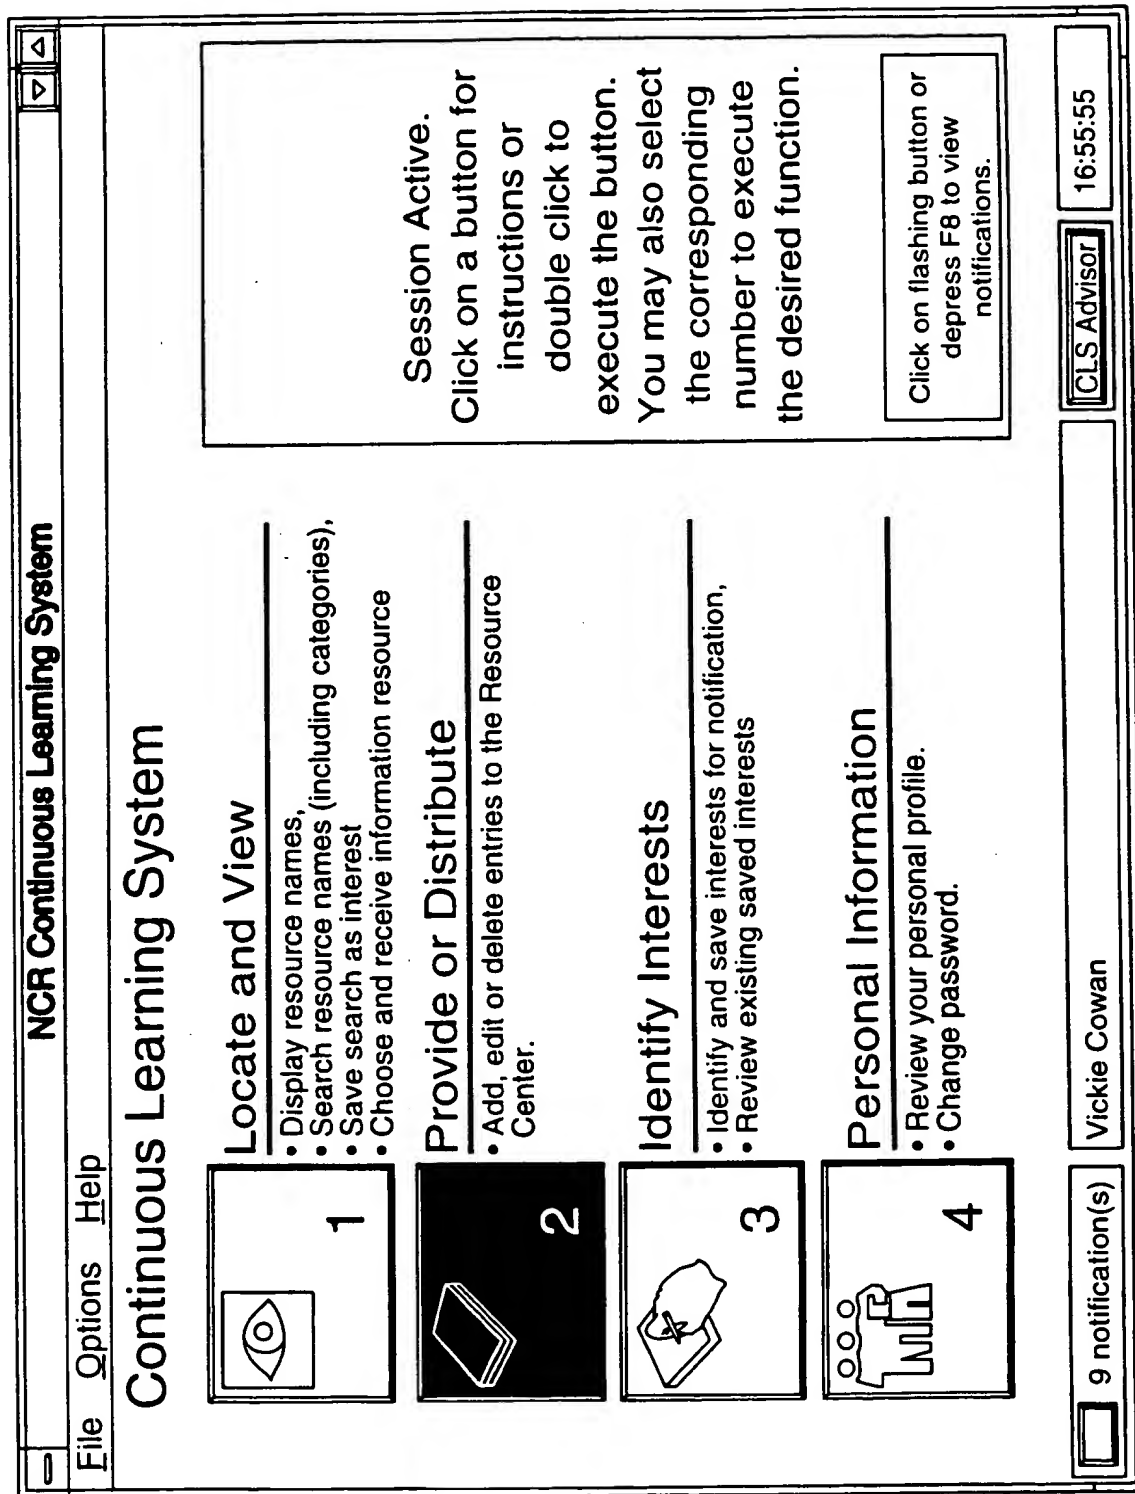 NCR Continuous Learning System
File Options Help
Continuous Learning System
1
Locate and View
• Display resource names,
• Search resource names (including categories),
• Save search as interest
• Choose and receive information resource
2
Provide or Distribute
• Add, edit or delete entries to the Resource
Center.
3
Identify Interests
• Identify and save interests for notification,
• Review existing saved interests
4
Personal Information
• Review your personal profile.
• Change password.
Session Active.
Click on a button for
instructions or
double click to
execute the button.
You may also select
the corresponding
number to execute
the desired function.
Click on flashing button or
depress F8 to view
notifications.
9 notification(s)
Vickie Cowan
CLS Advisor
16:55:55